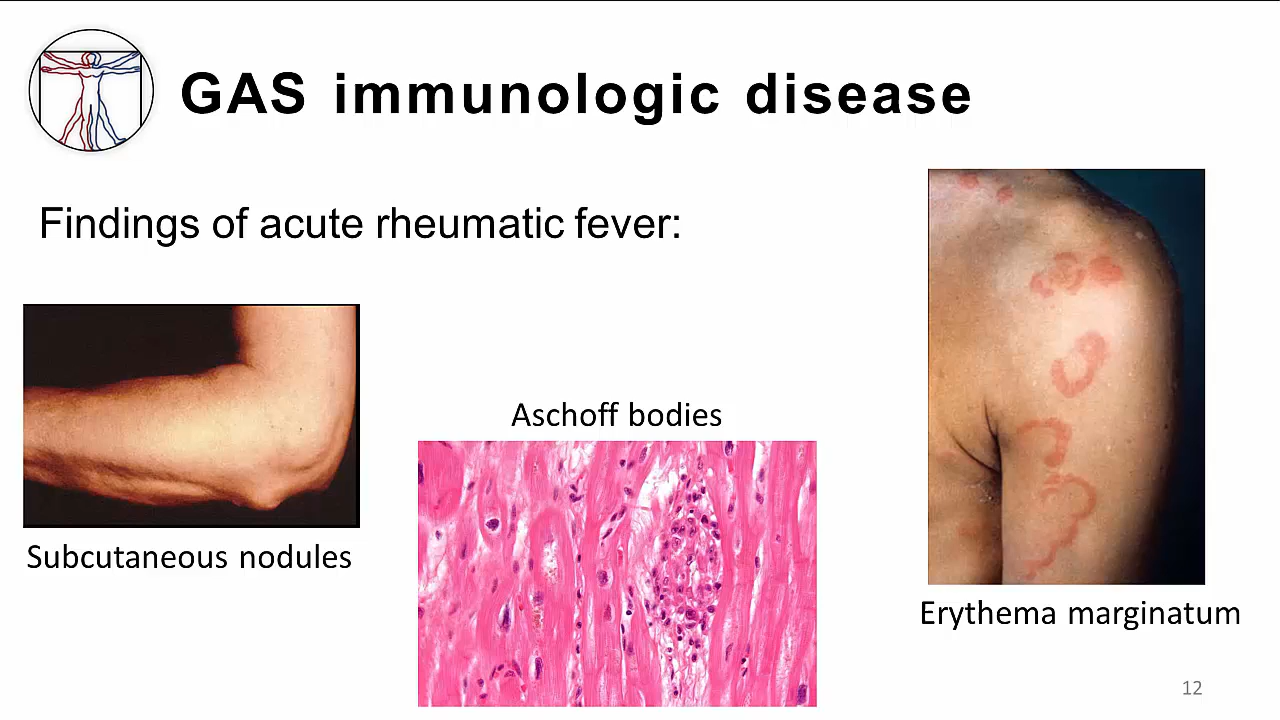 GAS immunologic disease
Findings of acute rheumatic fever:
Subcutaneous nodules
Aschoff bodies
Erythema marginatum
12